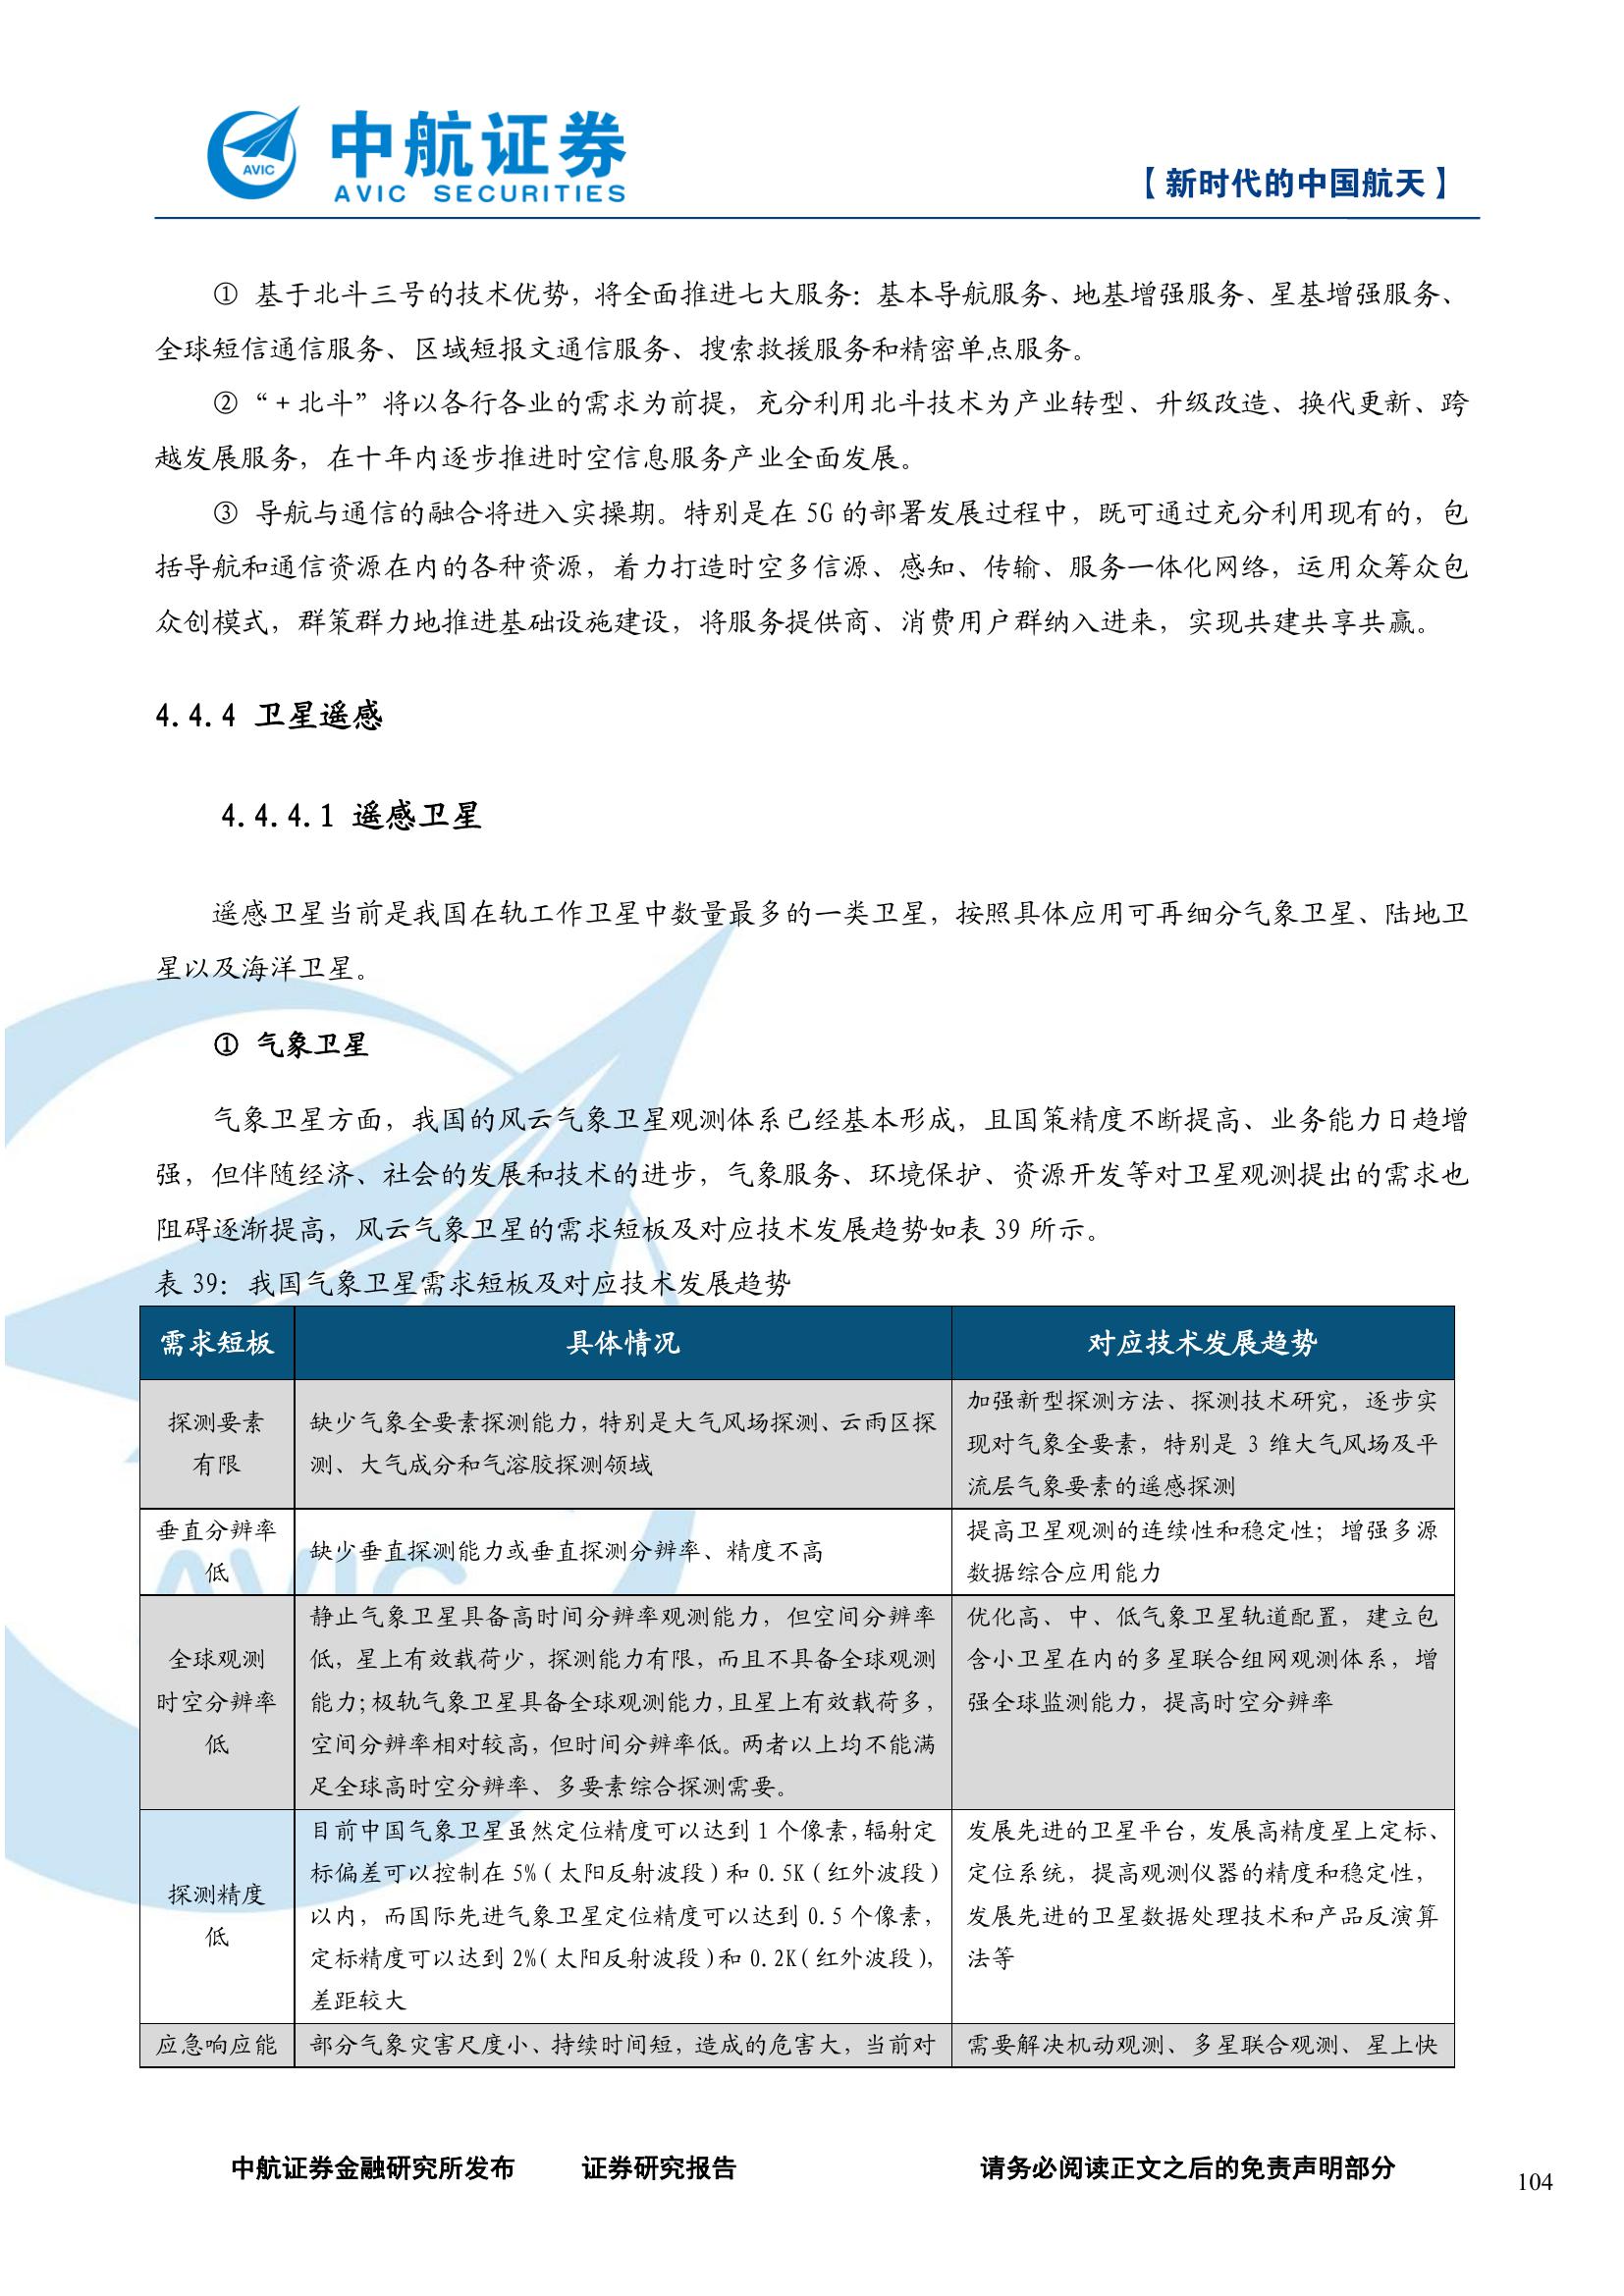 AVIC
中航证券
AVIC SECURITIES
【新时代的中国航天】
① 基于北斗三号的技术优势，将全面推进七大服务：基本导航服务、地基增强服务、星基增强服务、
全球短信通信服务、区域短报文通信服务、搜索救援服务和精密单点服务。
② “+北斗”将以各行各业的需求为前提，充分利用北斗技术为产业转型、升级改造、换代更新、跨
越发展服务，在十年内逐步推进时空信息服务产业全面发展。
③ 导航与通信的融合将进入实操期。特别是在 5G 的部署发展过程中，既可通过充分利用现有的，包
括导航和通信资源在内的各种资源，着力打造时空多信源、感知、传输、服务一体化网络，运用众筹众包
众创模式，群策群力地推进基础设施建设，将服务提供商、消费用户群纳入进来，实现共建共享共赢。
4.4.4 卫星遥感
4.4.4.1 遥感卫星
遥感卫星当前是我国在轨工作卫星中数量最多的一类卫星，按照具体应用可再细分气象卫星、陆地卫
星以及海洋卫星。
① 气象卫星
气象卫星方面，我国的风云气象卫星观测体系已经基本形成，且国策精度不断提高、业务能力日趋增
强，但伴随经济、社会的发展和技术的进步，气象服务、环境保护、资源开发等对卫星观测提出的需求也
阻碍逐渐提高，风云气象卫星的需求短板及对应技术发展趋势如表 39 所示。
表 39：我国气象卫星需求短板及对应技术发展趋势
需求短板 具体情况 对应技术发展趋势
探测要素
有限
缺少气象全要素探测能力，特别是大气风场探测、云雨区探
测、大气成分和气溶胶探测领域
加强新型探测方法、探测技术研究，逐步实
现对气象全要素，特别是 3 维大气风场及平
流层气象要素的遥感探测
垂直分辨率
低
缺少垂直探测能力或垂直探测分辨率、精度不高
提高卫星观测的连续性和稳定性；增强多源
数据综合应用能力
全球观测
时空分辨率
低
静止气象卫星具备高时间分辨率观测能力，但空间分辨率
低，星上有效载荷少，探测能力有限，而且不具备全球观测
能力；极轨气象卫星具备全球观测能力，且星上有效载荷多，
空间分辨率相对较高，但时间分辨率低。两者以上均不能满
足全球高时空分辨率、多要素综合探测需要。
优化高、中、低气象卫星轨道配置，建立包
含小卫星在内的多星联合组网观测体系，增
强全球监测能力，提高时空分辨率
探测精度
低
目前中国气象卫星虽然定位精度可以达到 1 个像素，辐射定
标偏差可以控制在 5%（太阳反射波段）和 0.5K（红外波段）
以内，而国际先进气象卫星定位精度可以达到 0.5 个像素，
定标精度可以达到 2%（太阳反射波段）和 0.2K（红外波段），
差距较大
发展先进的卫星平台，发展高精度星上定标、
定位系统，提高观测仪器的精度和稳定性，
发展先进的卫星数据处理技术和产品反演算
法等
应急响应能 部分气象灾害尺度小、持续时间短，造成的危害大，当前对 需要解决机动观测、多星联合观测、星上快
AVIC
中航证券金融研究所发布 证券研究报告 请务必阅读正文之后的免责声明部分
104